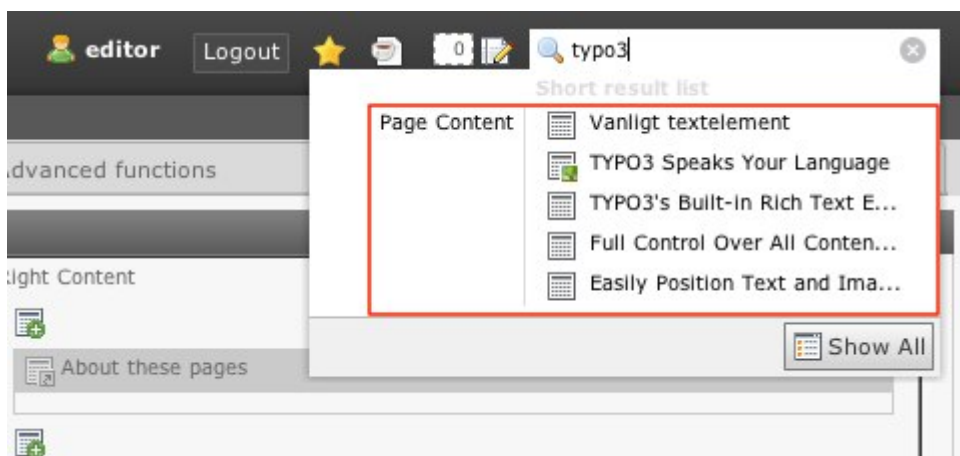 editor Logout 0 typo3
Short result list
Page Content Vanligt textelement
TYPO3 Speaks Your Language
TYPO3's Built-in Rich Text E...
Full Control Over All Conten...
Easily Position Text and Ima...
Show All
dvanced functions
ight Content
About these pages